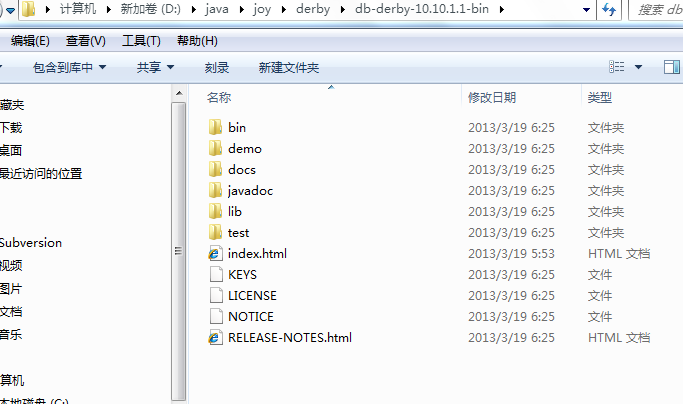 计算机 新加卷 (D:) java joy derby db-derby-10.10.1.1-bin 搜索 db
编辑(E) 查看(V) 工具(T) 帮助(H)
包含到库中 共享 刻录 新建文件夹
名称 修改日期 类型
藏夹
下载
桌面
最近访问的位置
Subversion
视频
图片
文档
音乐
算机
本地磁盘 (C:)
bin 2013/3/19 6:25 文件夹
demo 2013/3/19 6:25 文件夹
docs 2013/3/19 6:25 文件夹
javadoc 2013/3/19 6:25 文件夹
lib 2013/3/19 6:25 文件夹
test 2013/3/19 6:25 文件夹
index.html 2013/3/19 5:53 HTML 文档
KEYS 2013/3/19 6:25 文件
LICENSE 2013/3/19 6:25 文件
NOTICE 2013/3/19 6:25 文件
RELEASE-NOTES.html 2013/3/19 6:25 HTML 文档